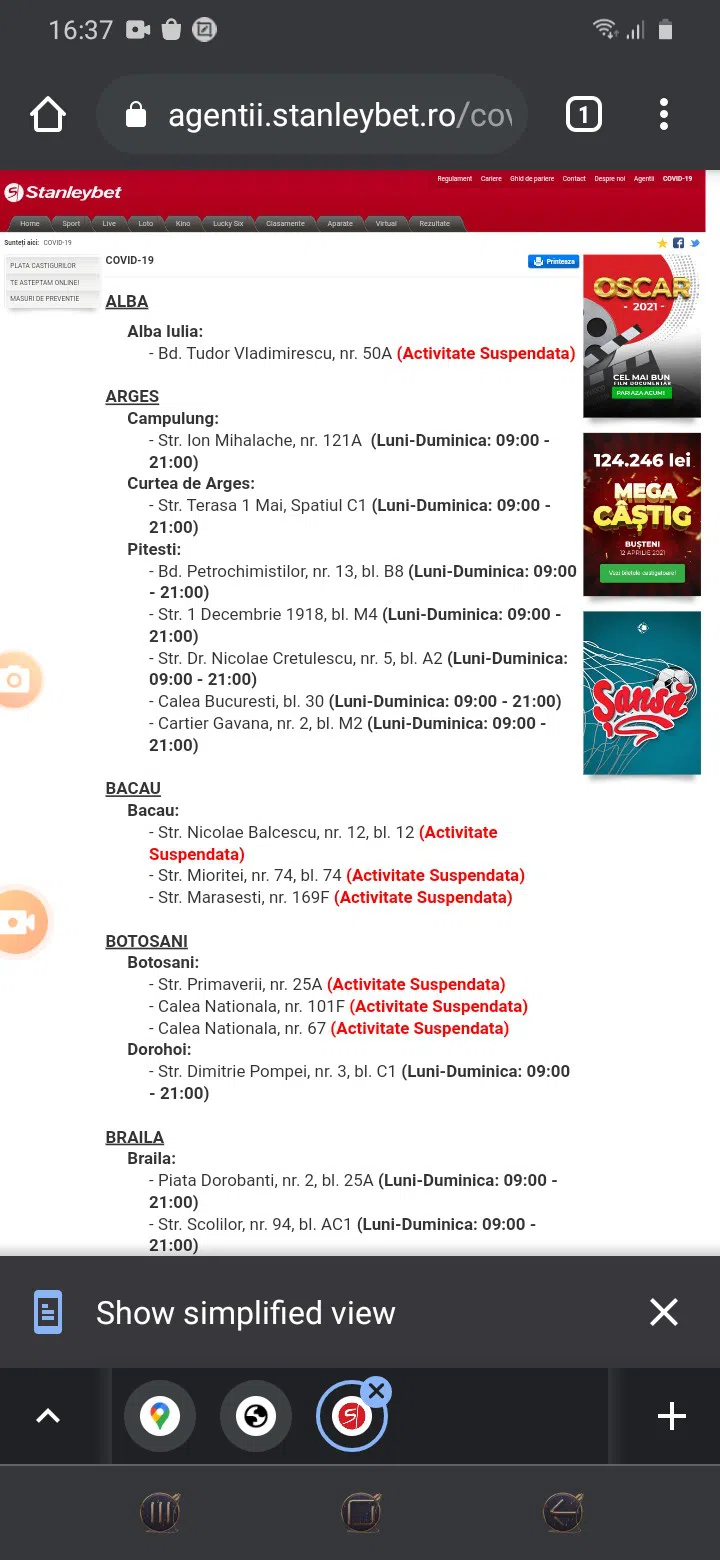 16:37
agentii.stanleybet.ro/cov
1
Regulament Cariere Ghid de pariere Contact Despre noi Agentii COVID-19
Stanleybet
Home Sport Live Loto Kino Lucky Six Clasamente Aparate Virtual Rezultate
Sunteți aici: COVID-19
PLATA CASTIGURILOR
TE ASTEPTAM ONLINE!
MASURI DE PREVENTIE
COVID-19
Printeaza
ALBA
Alba Iulia:
- Bd. Tudor Vladimirescu, nr. 50A (Activitate Suspendata)
ARGES
Campulung:
- Str. Ion Mihalache, nr. 121A (Luni-Duminica: 09:00 -
21:00)
Curtea de Arges:
- Str. Terasa 1 Mai, Spatiul C1 (Luni-Duminica: 09:00 -
21:00)
Pitesti:
- Bd. Petrochimistilor, nr. 13, bl. B8 (Luni-Duminica: 09:00
- 21:00)
- Str. 1 Decembrie 1918, bl. M4 (Luni-Duminica: 09:00 -
21:00)
- Str. Dr. Nicolae Cretulescu, nr. 5, bl. A2 (Luni-Duminica:
09:00 - 21:00)
- Calea Bucuresti, bl. 30 (Luni-Duminica: 09:00 - 21:00)
- Cartier Gavana, nr. 2, bl. M2 (Luni-Duminica: 09:00 -
21:00)
BACAU
Bacau:
- Str. Nicolae Balcescu, nr. 12, bl. 12 (Activitate
Suspendata)
- Str. Mioritei, nr. 74, bl. 74 (Activitate Suspendata)
- Str. Marasesti, nr. 169F (Activitate Suspendata)
BOTOSANI
Botosani:
- Str. Primaverii, nr. 25A (Activitate Suspendata)
- Calea Nationala, nr. 101F (Activitate Suspendata)
- Calea Nationala, nr. 67 (Activitate Suspendata)
Dorohoi:
- Str. Dimitrie Pompei, nr. 3, bl. C1 (Luni-Duminica: 09:00
- 21:00)
BRAILA
Braila:
- Piata Dorobanti, nr. 2, bl. 25A (Luni-Duminica: 09:00 -
21:00)
- Str. Scolilor, nr. 94, bl. AC1 (Luni-Duminica: 09:00 -
21:00)
OSCAR
- 2021 -
CEL MAI BUN
FILM DOCUMENTAR
PARIAZA ACUM!
124.246 lei
MEGA
CÂȘTIG
BUȘTENI
12 APRILIE 2021
Vezi biletele castigatoare!
Șansă
Show simplified view